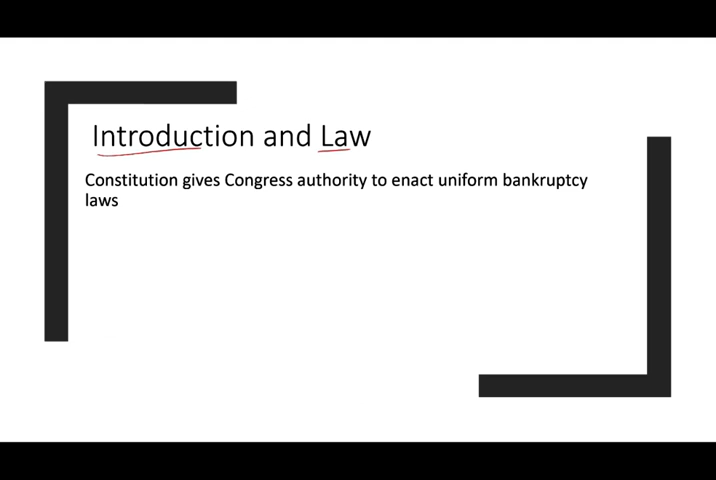 Introduction and Law
Constitution gives Congress authority to enact uniform bankruptcy
laws